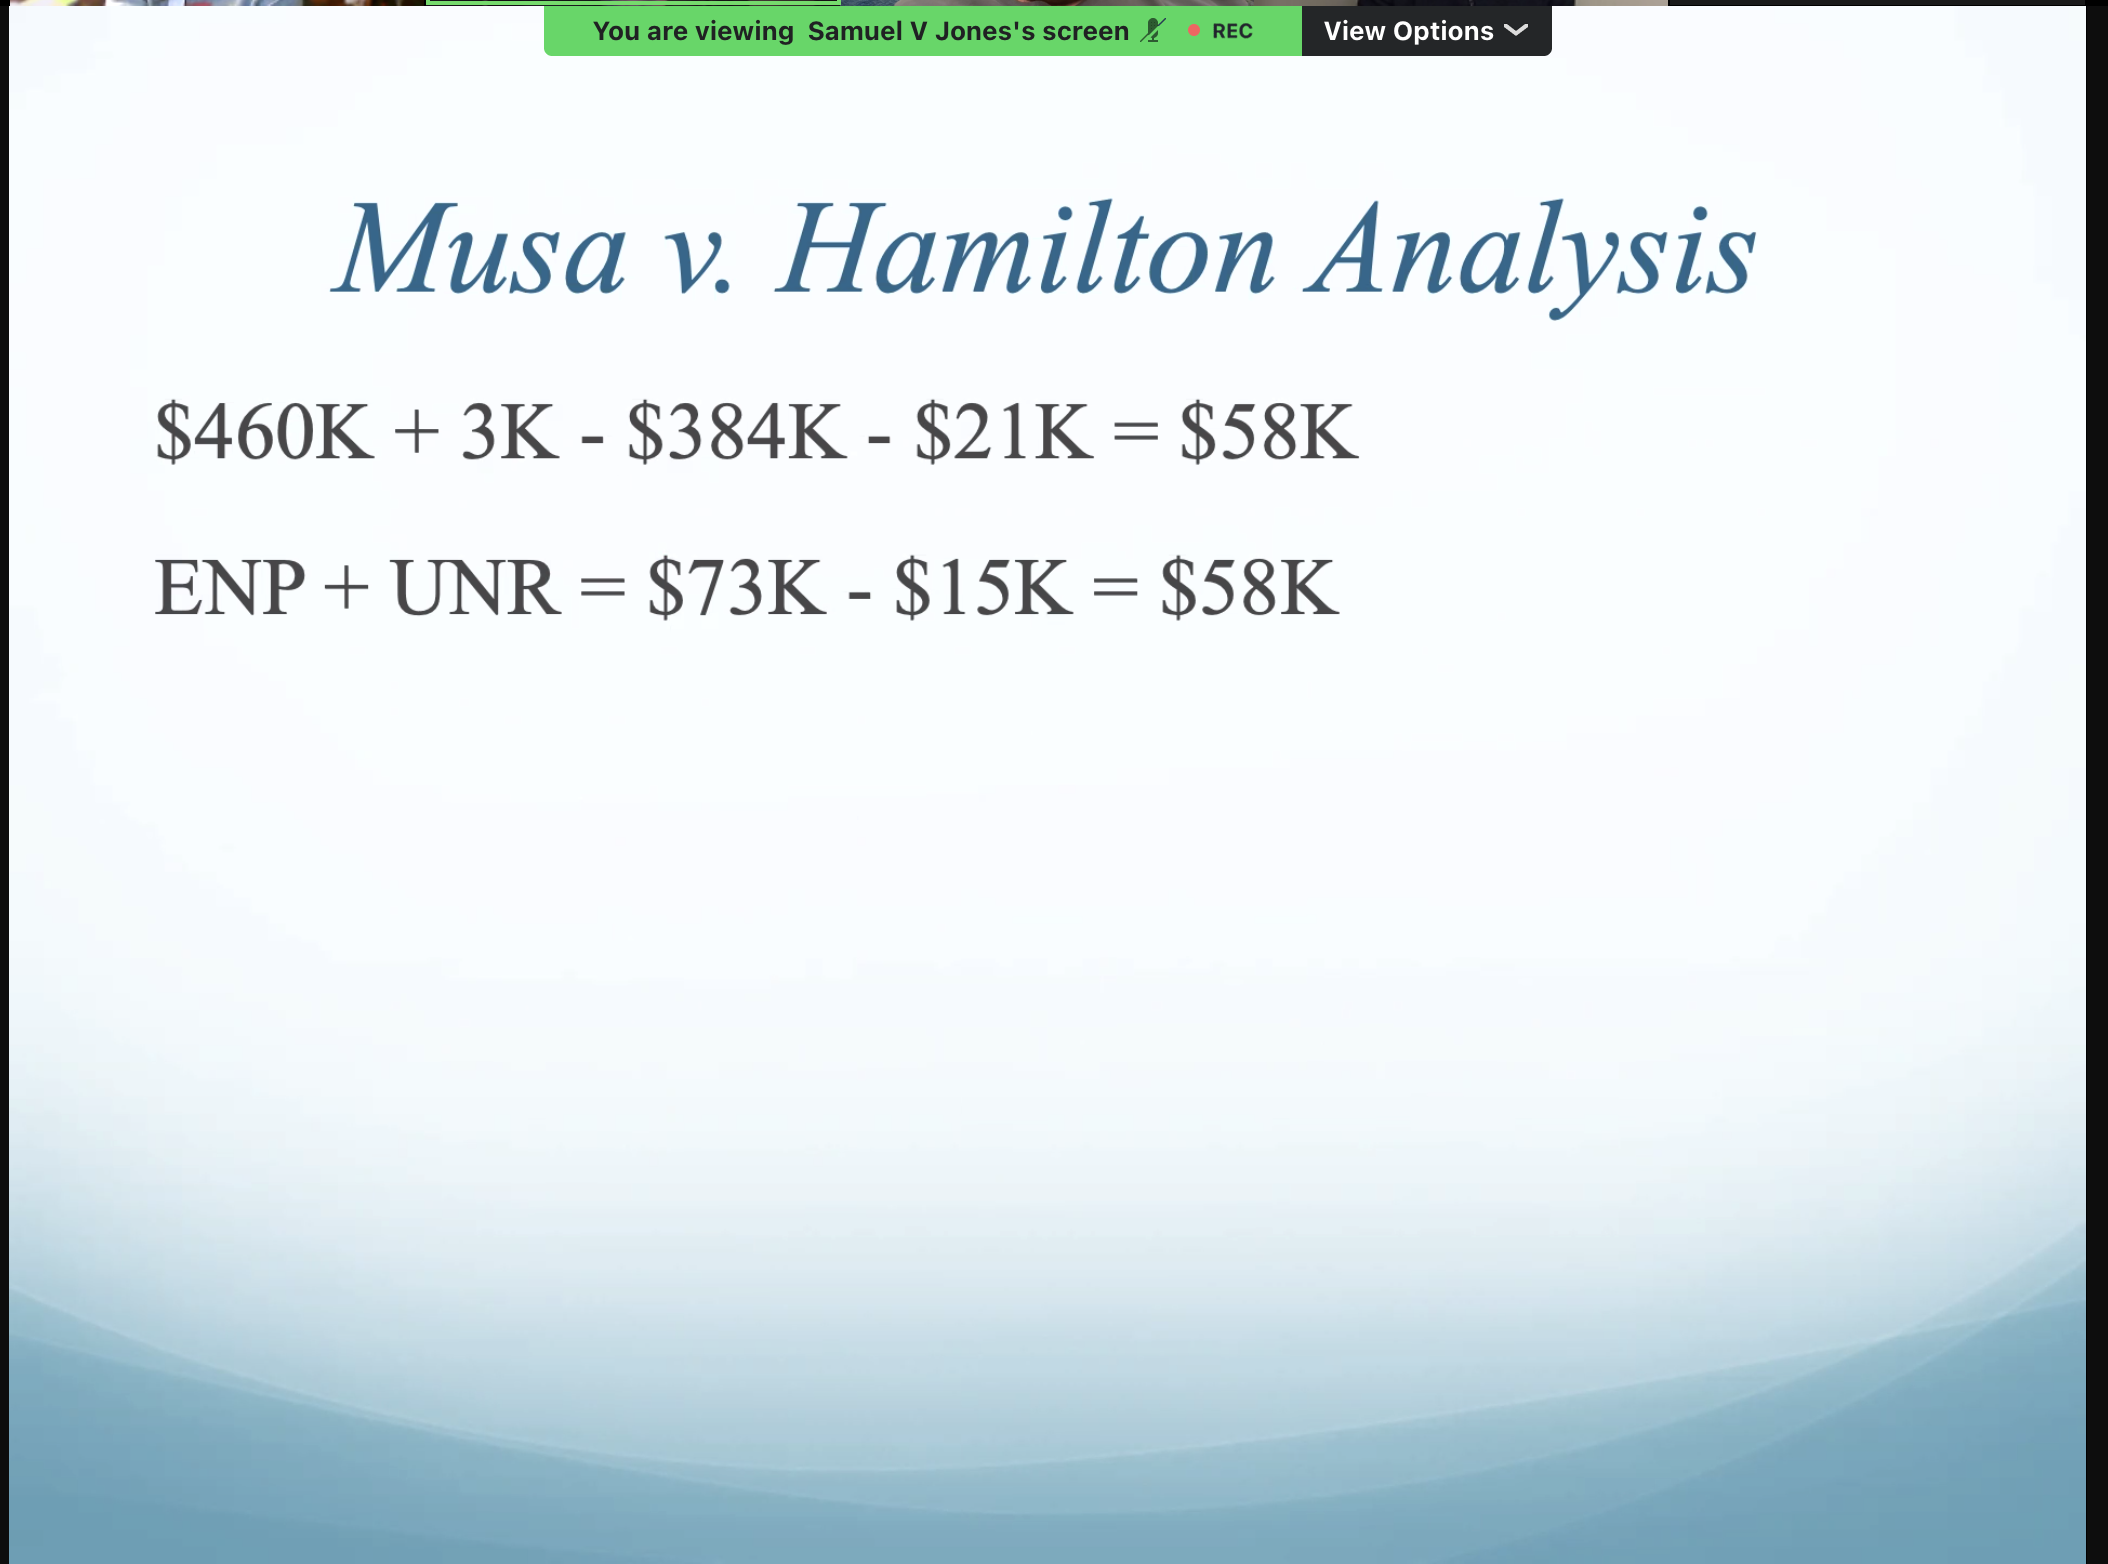 You are viewing Samuel V Jones's screen REC View Options
Musa v. Hamilton Analysis
$460K + 3K - $384K - $21K = $58K
ENP + UNR = $73K - $15K = $58K